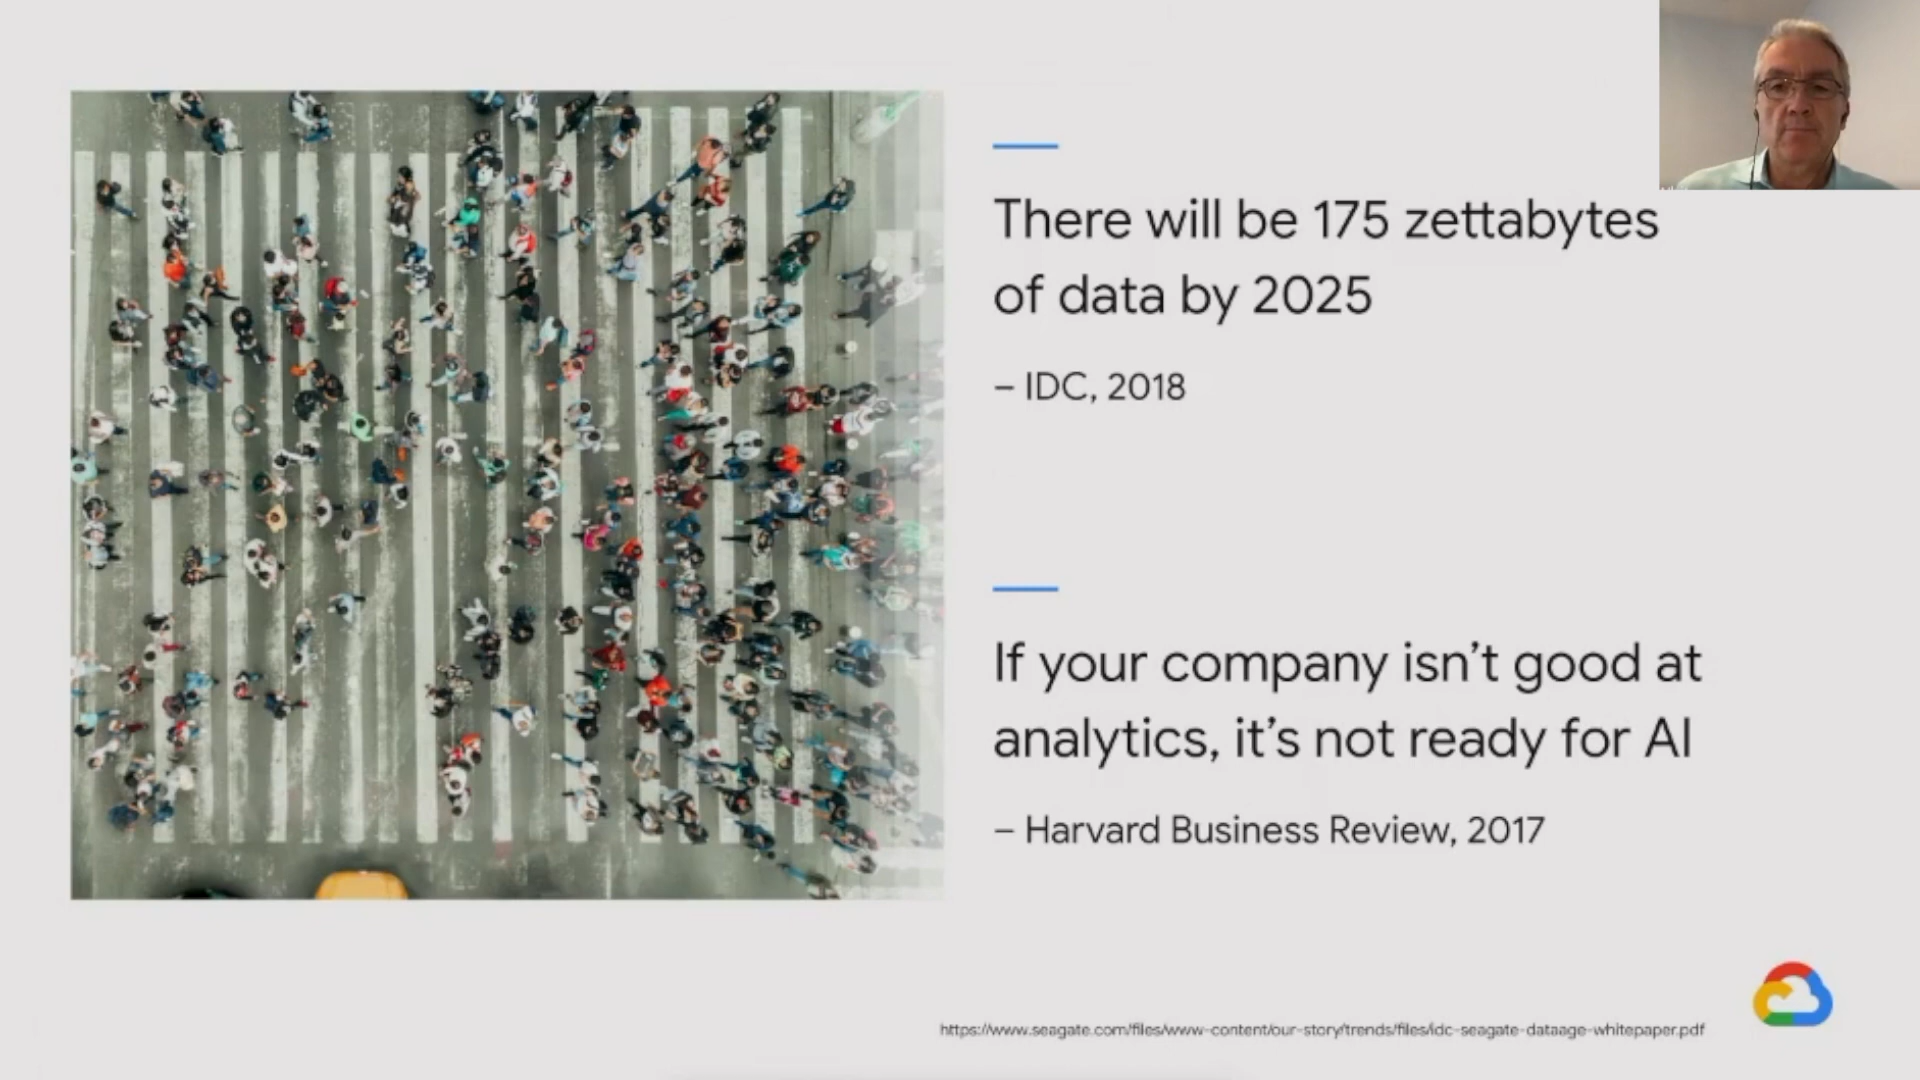 There will be 175 zettabytes
of data by 2025
– IDC, 2018
If your company isn’t good at
analytics, it’s not ready for AI
– Harvard Business Review, 2017
https://www.seagate.com/files/www-content/our-story/trends/files/idc-seagate-dataage-whitepaper.pdf